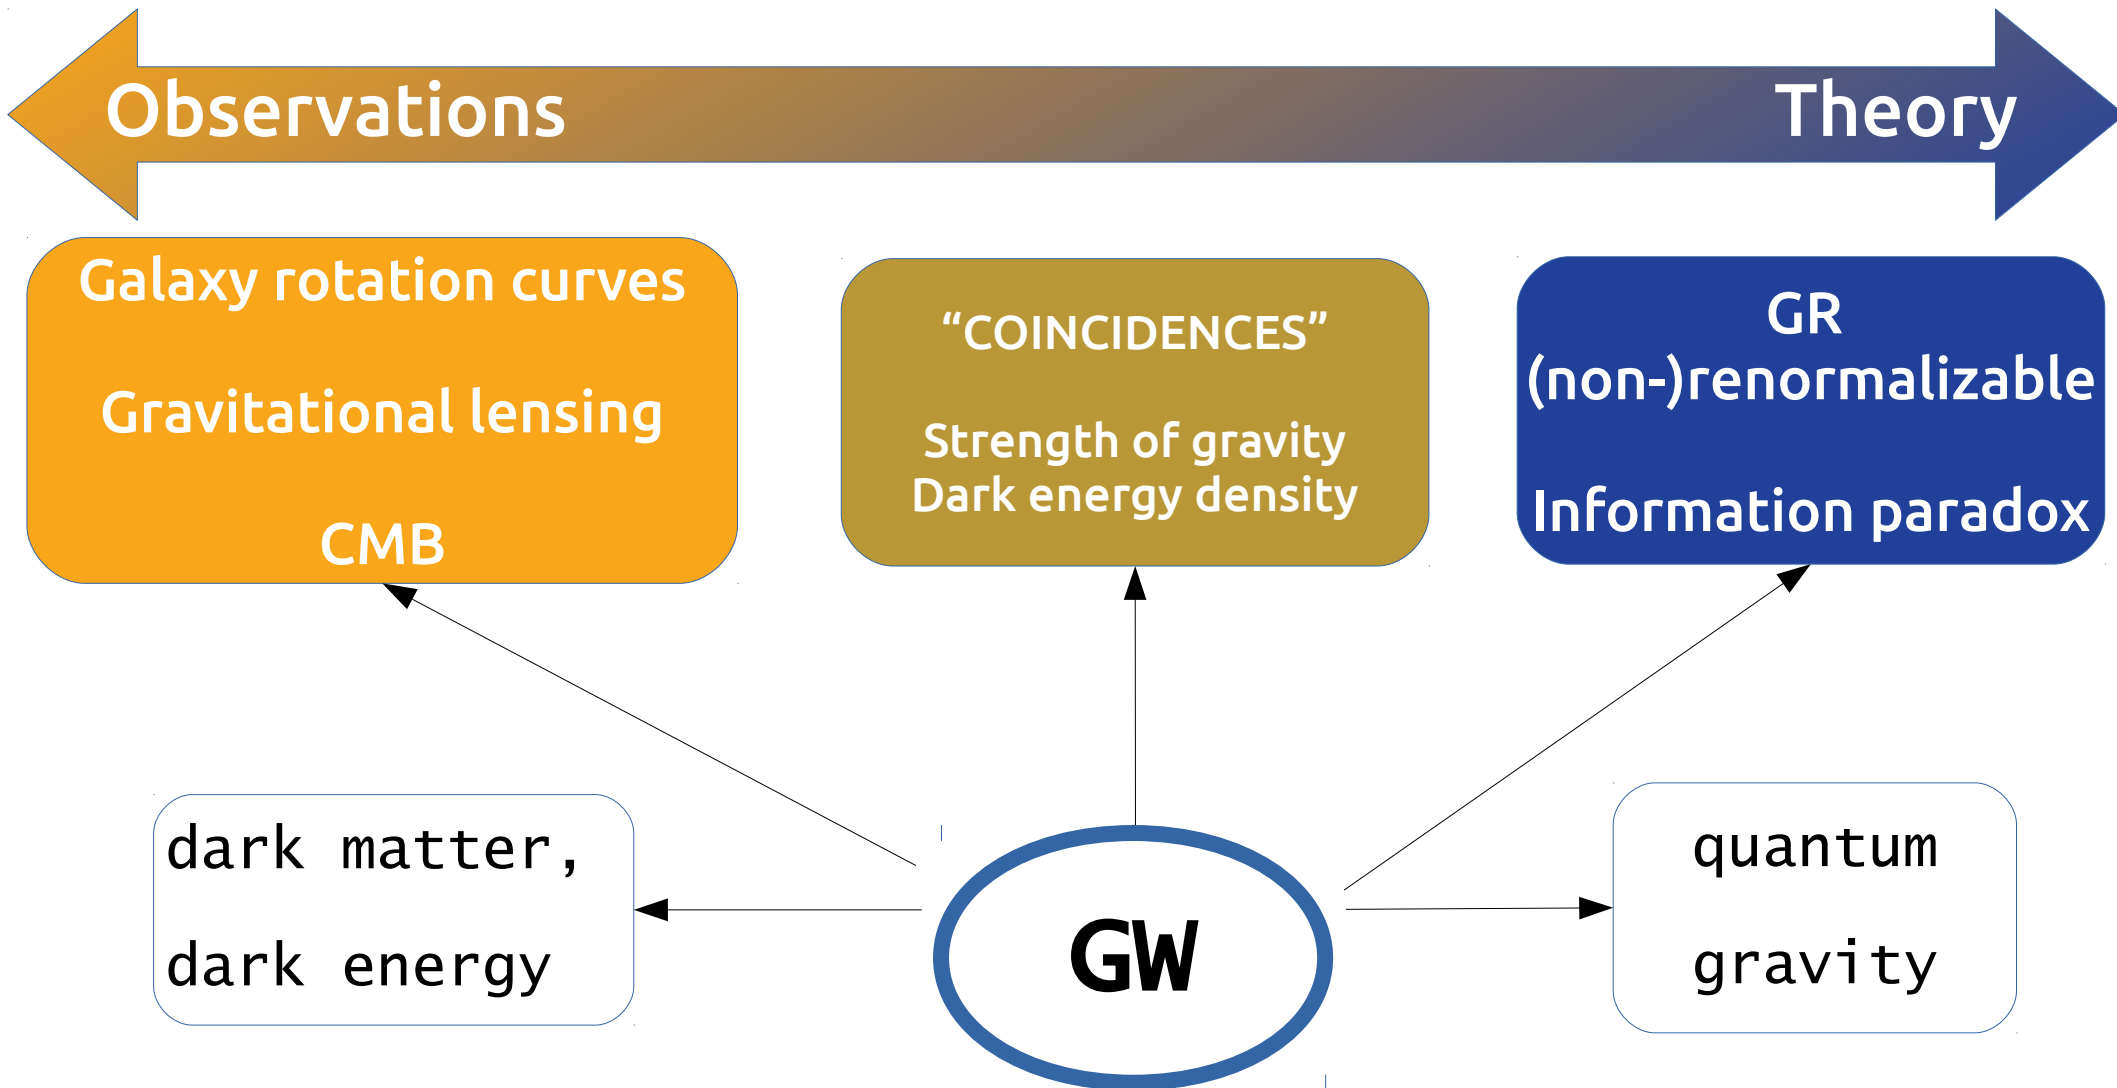 Observations
Theory
Galaxy rotation curves
Gravitational lensing
CMB
“COINCIDENCES”
Strength of gravity
Dark energy density
GR
(non-)renormalizable
Information paradox
dark matter,
dark energy
GW
quantum
gravity